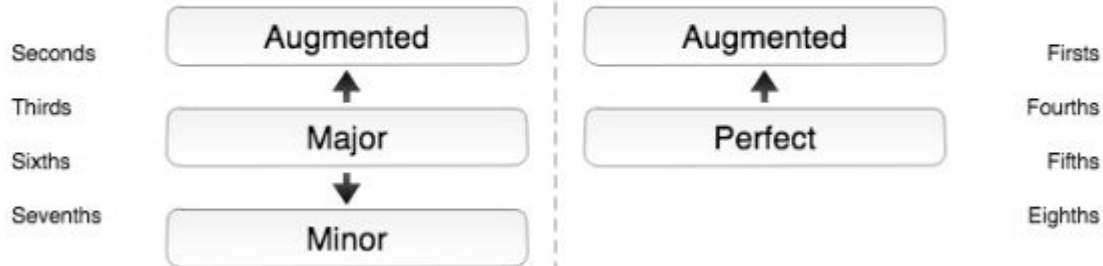 Seconds
Thirds
Sixths
Sevenths
Augmented
Major
Minor
Augmented
Perfect
Firsts
Fourths
Fifths
Eighths